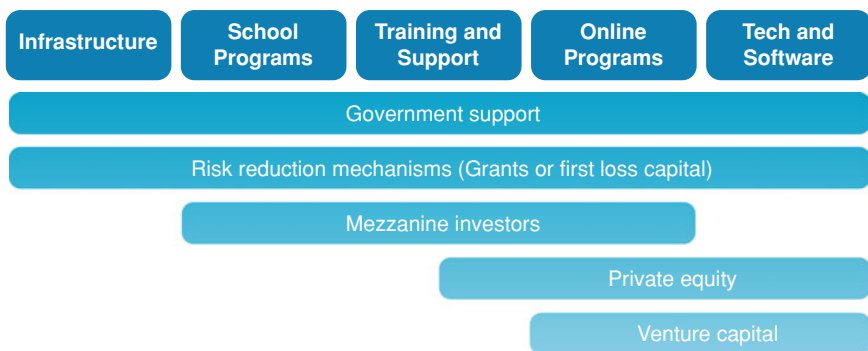 Infrastructure
School
Programs
Training and
Support
Online
Programs
Tech and
Software
Government support
Risk reduction mechanisms (Grants or first loss capital)
Mezzanine investors
Private equity
Venture capital